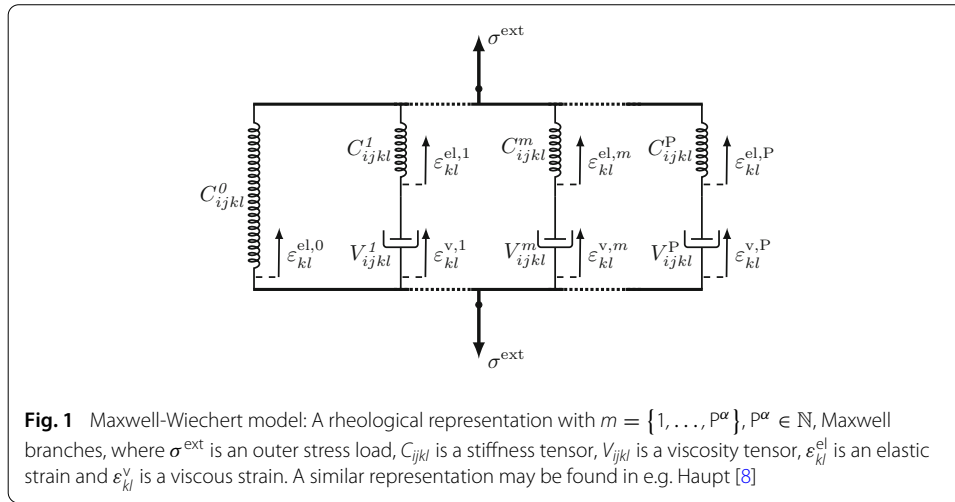 σ^ext
C^1_ijkl ε^el,1_kl C^m_ijkl ε^el,m_kl C^P_ijkl ε^el,P_kl
C^0_ijkl
ε^el,0_kl V^1_ijkl ε^v,1_kl V^m_ijkl ε^v,m_kl V^P_ijkl ε^v,P_kl
σ^ext
Fig. 1 Maxwell-Wiechert model: A rheological representation with m = {1, . . . , P^α}, P^α ∈ ℕ, Maxwell
branches, where σ^ext is an outer stress load, C_ijkl is a stiffness tensor, V_ijkl is a viscosity tensor, ε^el_kl is an elastic
strain and ε^v_kl is a viscous strain. A similar representation may be found in e.g. Haupt [8]